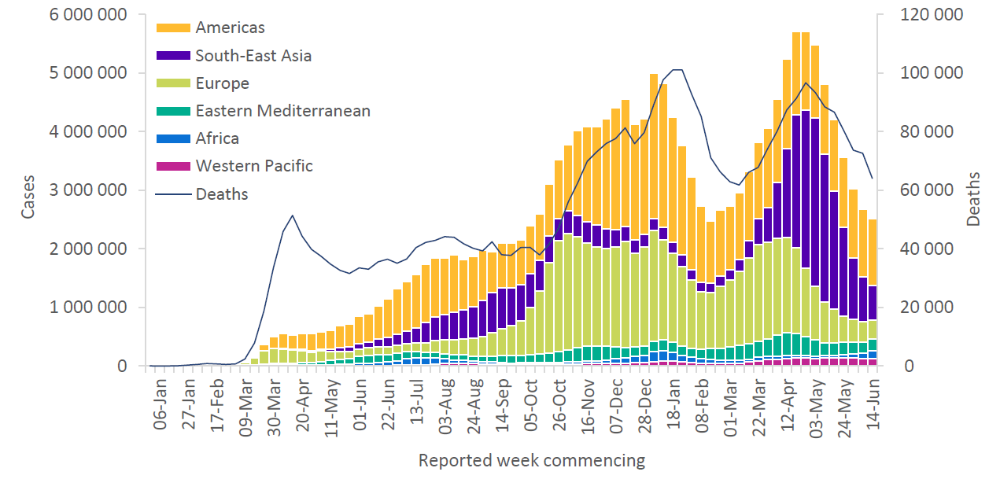 6 000 000
5 000 000
4 000 000
3 000 000
2 000 000
1 000 000
0
Cases
Americas
South-East Asia
Europe
Eastern Mediterranean
Africa
Western Pacific
Deaths
120 000
100 000
80 000
60 000
40 000
20 000
0
Deaths
06-Jan
27-Jan
17-Feb
09-Mar
30-Mar
20-Apr
11-May
01-Jun
22-Jun
13-Jul
03-Aug
24-Aug
14-Sep
05-Oct
26-Oct
16-Nov
07-Dec
28-Dec
18-Jan
08-Feb
01-Mar
22-Mar
12-Apr
03-May
24-May
14-Jun
Reported week commencing